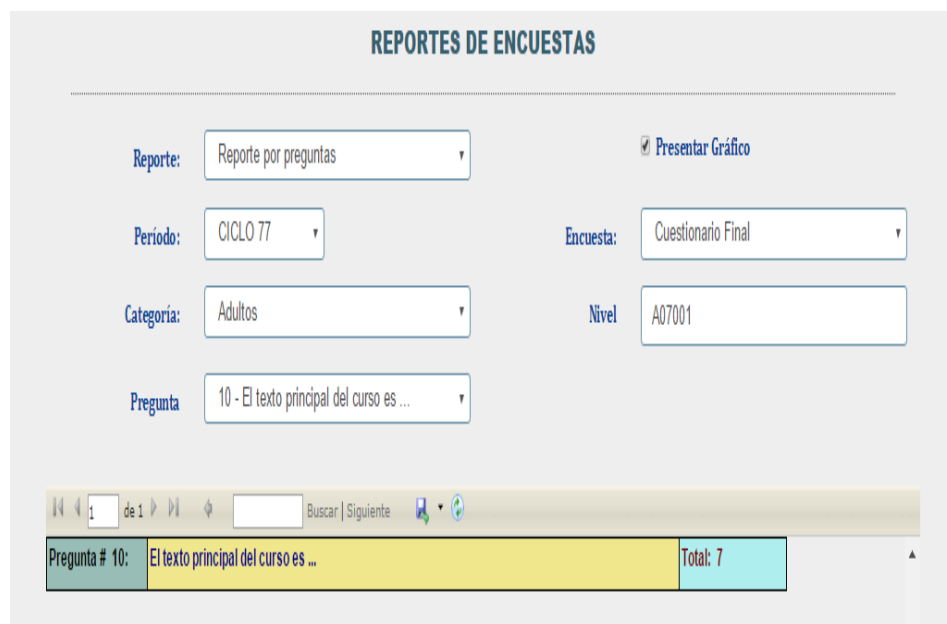 REPORTES DE ENCUESTAS
Reporte: Reporte por preguntas Presentar Gráfico
Período: CICLO 77 Encuesta: Cuestionario Final
Categoría: Adultos Nivel A07001
Pregunta 10 - El texto principal del curso es ...
1 de 1 Buscar | Siguiente
Pregunta # 10: El texto principal del curso es ... Total: 7